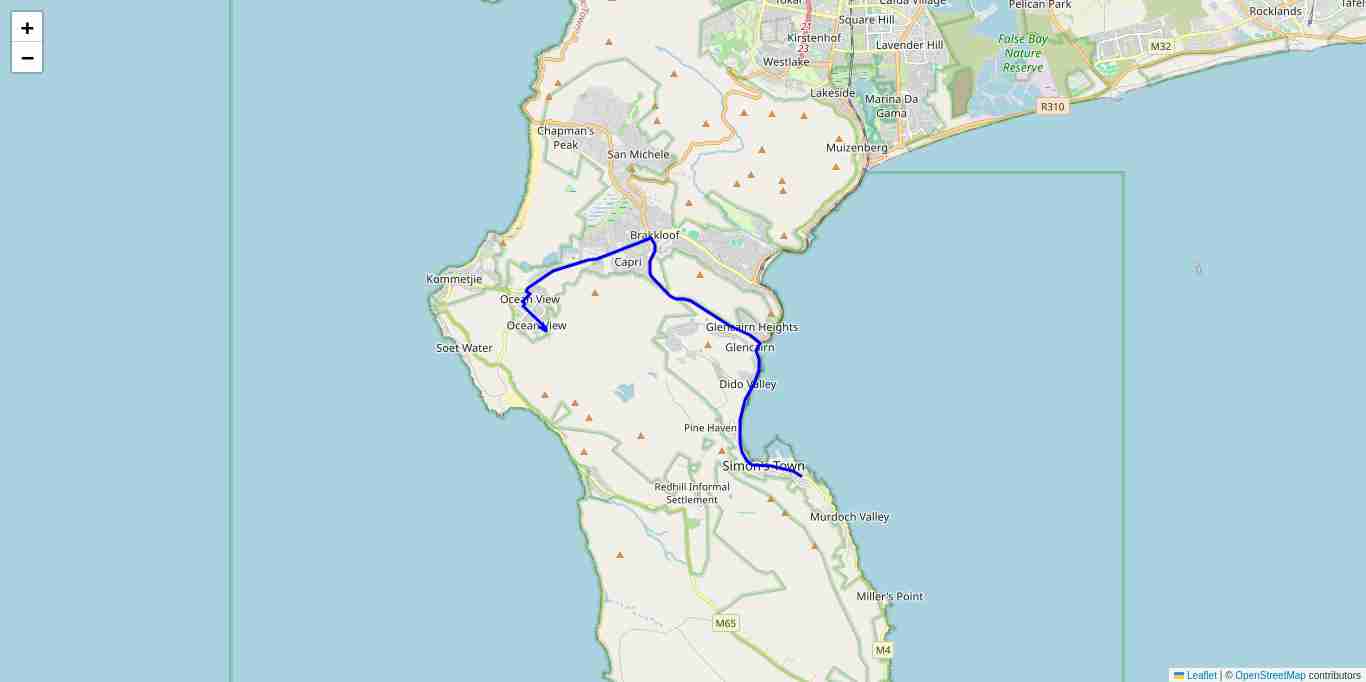 +
−
Tokai
Square Hill
Pelican Park
Rocklands
Kirstenhof
Lavender Hill
False Bay
Nature
Reserve
M32
Westlake
Lakeside
Marina Da
Gama
R310
Chapman's
Peak
San Michele
Muizenberg
Brakkloof
Capri
Kommetjie
Ocean View
Ocean View
Glencairn Heights
Glencairn
Soet Water
Dido Valley
Pine Haven
Simon's Town
Redhill Informal
Settlement
Murdoch Valley
Miller's Point
M65
M4
Leaflet | © OpenStreetMap contributors